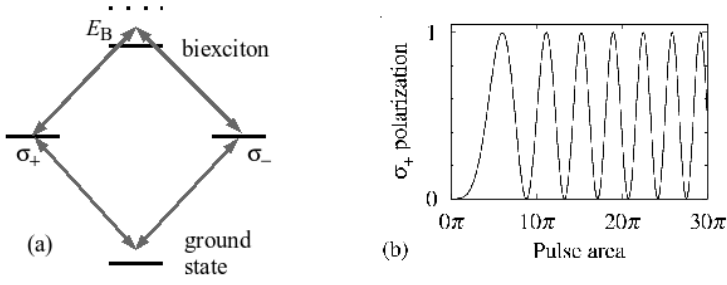 E_B
biexciton
σ+
σ−
(a)
ground
state
σ+ polarization
1
0
0π
10π
20π
30π
(b)
Pulse area